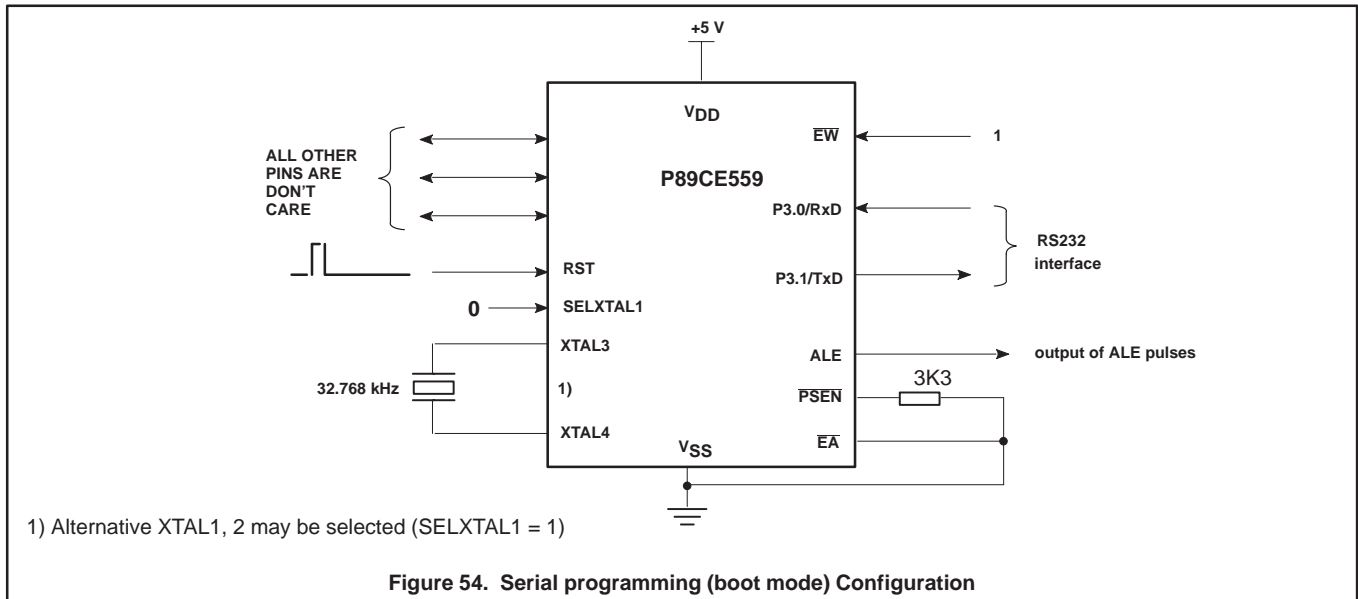 +5 V
VDD
EW
1
ALL OTHER
PINS ARE
DON'T
CARE
P89CE559
P3.0/RxD
RS232
interface
RST
P3.1/TxD
0
SELXTAL1
XTAL3
ALE
output of ALE pulses
32.768 kHz
1)
PSEN
3K3
XTAL4
EA
VSS
1) Alternative XTAL1, 2 may be selected (SELXTAL1 = 1)
Figure 54. Serial programming (boot mode) Configuration